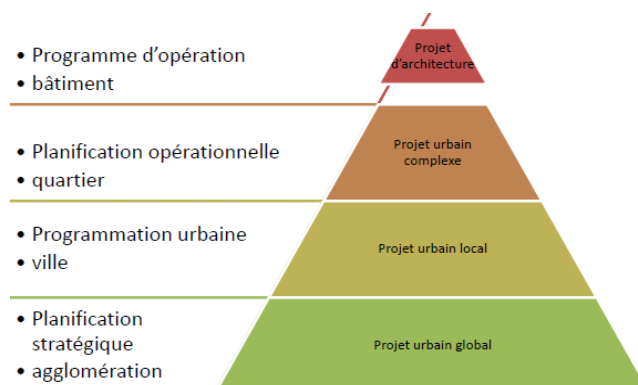 • Programme d’opération
• bâtiment
Projet
d’architecture
• Planification opérationnelle
• quartier
Projet urbain
complexe
• Programmation urbaine
• ville
Projet urbain local
• Planification
stratégique
• agglomération
Projet urbain global